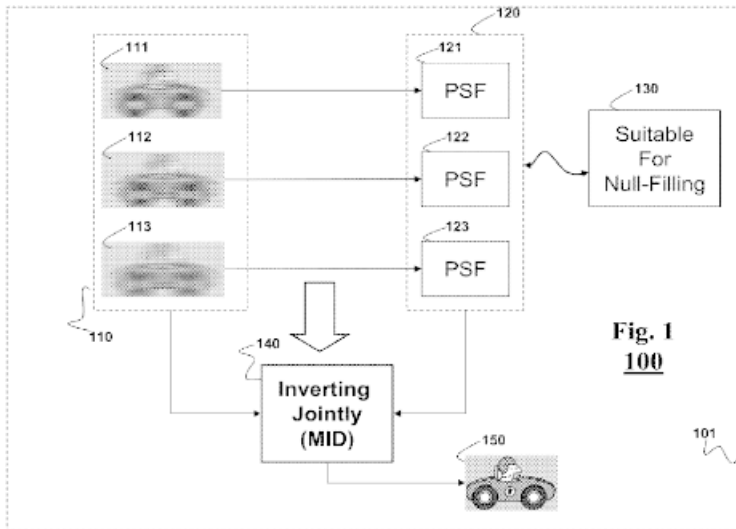 120
111
121
PSF
130
Suitable
For
Null-Filling
112
122
PSF
113
123
PSF
110
140
Inverting
Jointly
(MID)
Fig. 1
100
101
150